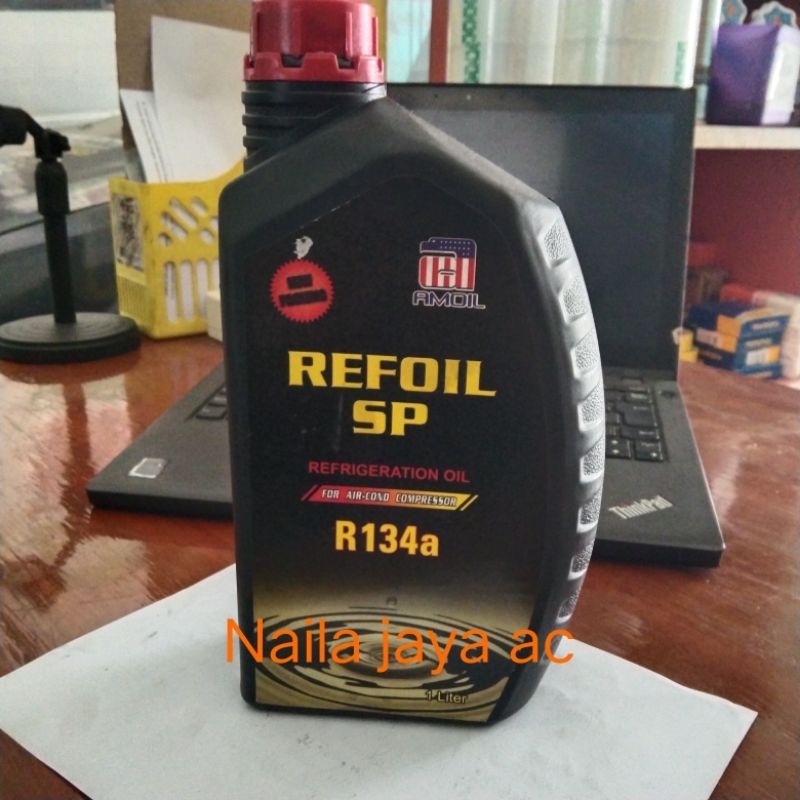 AMOIL
REFOIL
SP
REFRIGERATION OIL
FOR AIR-COND COMPRESSOR
R134a
Naila jaya ac
1 Liter
ThinkPad